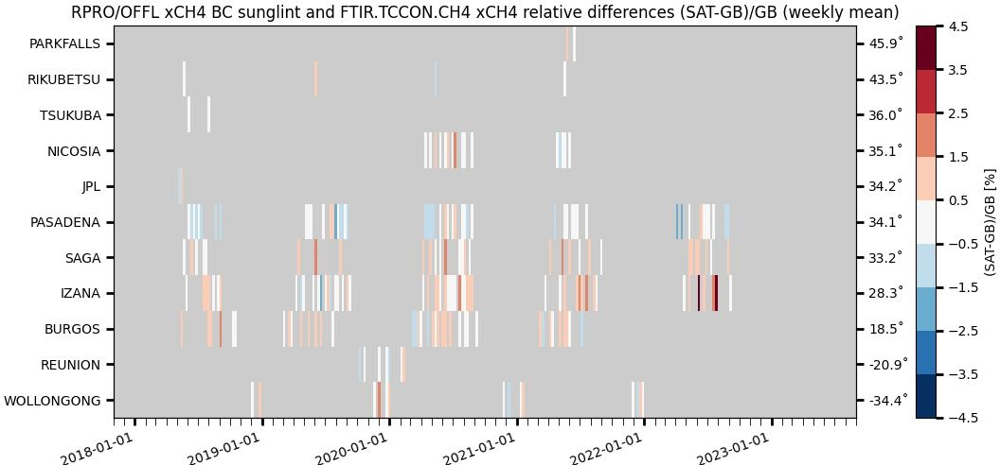 RPRO/OFFL xCH4 BC sunglint and FTIR.TCCON.CH4 xCH4 relative differences (SAT-GB)/GB (weekly mean)
PARKFALLS 45.9˚
RIKUBETSU 43.5˚
TSUKUBA 36.0˚
NICOSIA 35.1˚
JPL 34.2˚
PASADENA 34.1˚
SAGA 33.2˚
IZANA 28.3˚
BURGOS 18.5˚
REUNION -20.9˚
WOLLONGONG -34.4˚
2018-01-01 2019-01-01 2020-01-01 2021-01-01 2022-01-01 2023-01-01
4.5
3.5
2.5
1.5
0.5
−0.5
−1.5
−2.5
−3.5
−4.5
(SAT-GB)/GB [%]